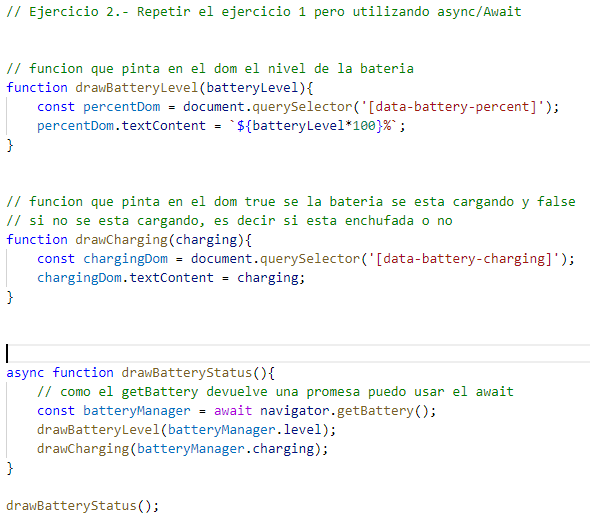 // Ejercicio 2.- Repetir el ejercicio 1 pero utilizando async/Await
// funcion que pinta en el dom el nivel de la bateria
function drawBatteryLevel(batteryLevel){
    const percentDom = document.querySelector('[data-battery-percent]');
    percentDom.textContent = `${batteryLevel*100}%`;
}
// funcion que pinta en el dom true se la bateria se esta cargando y false
// si no se esta cargando, es decir si esta enchufada o no
function drawCharging(charging){
    const chargingDom = document.querySelector('[data-battery-charging]');
    chargingDom.textContent = charging;
}
async function drawBatteryStatus(){
    // como el getBattery devuelve una promesa puedo usar el await
    const batteryManager = await navigator.getBattery();
    drawBatteryLevel(batteryManager.level);
    drawCharging(batteryManager.charging);
}
drawBatteryStatus();